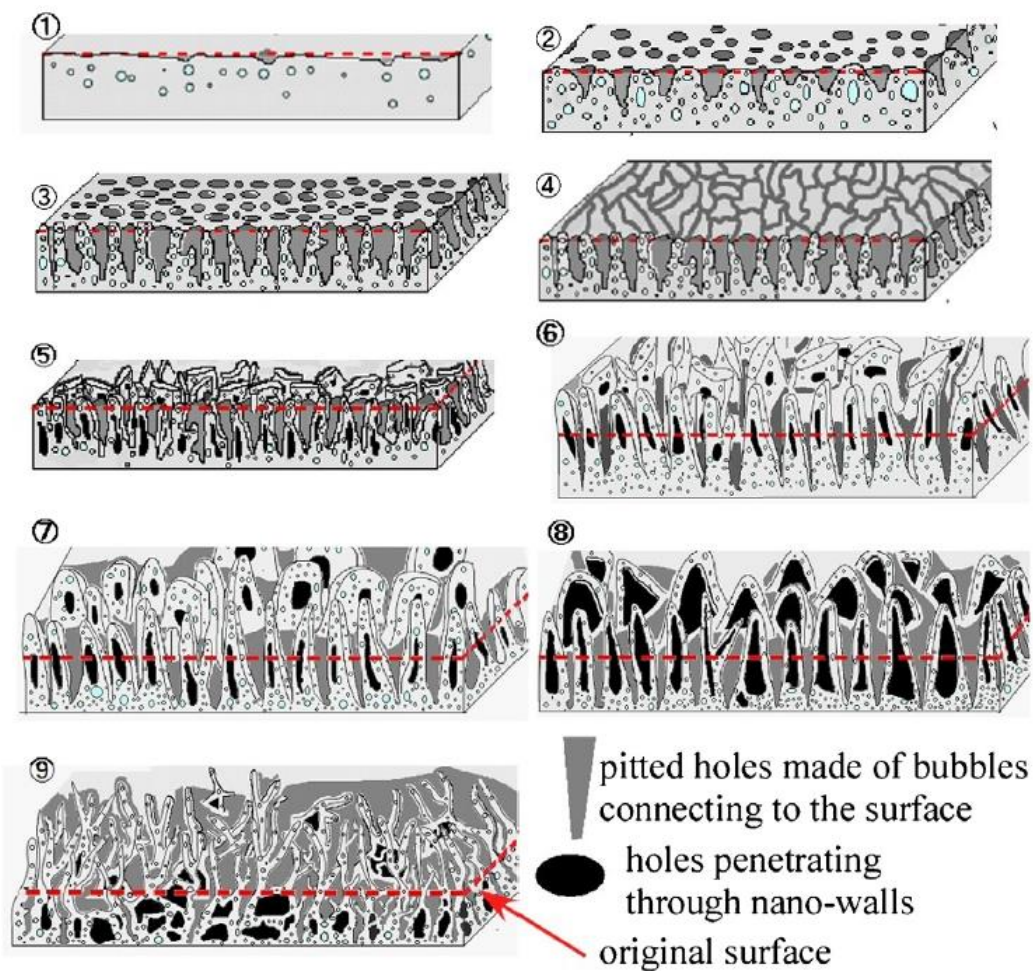 ①
②
③
④
⑤
⑥
⑦
⑧
⑨
pitted holes made of bubbles
connecting to the surface
holes penetrating
through nano-walls
original surface